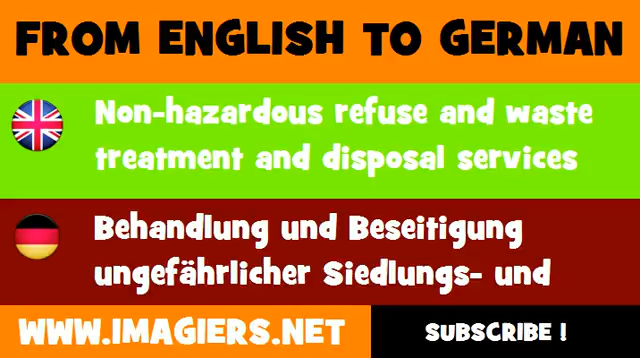 FROM ENGLISH TO GERMAN
Non-hazardous refuse and waste
treatment and disposal services
Behandlung und Beseitigung
ungefährlicher Siedlungs- und
WWW.IMAGIERS.NET
SUBSCRIBE !